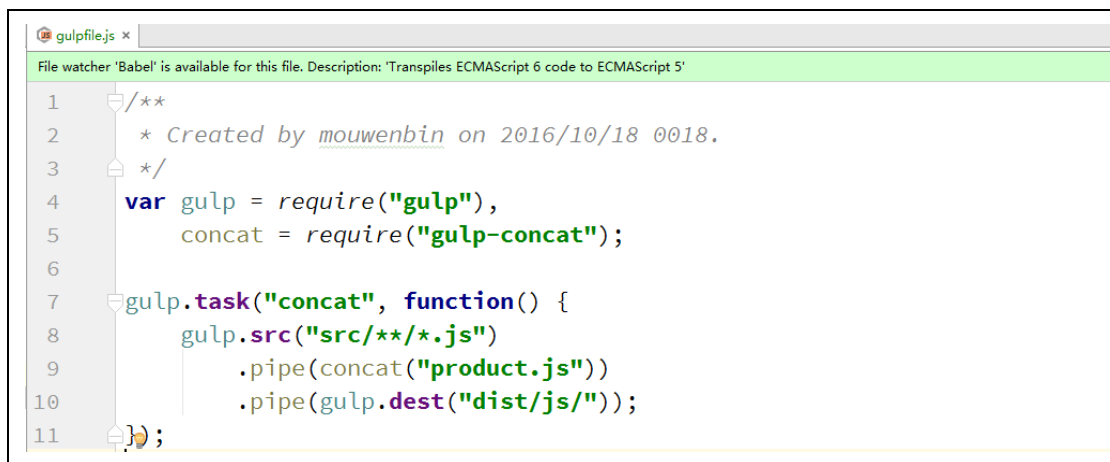 gulpfile.js ×
File watcher 'Babel' is available for this file. Description: 'Transpiles ECMAScript 6 code to ECMAScript 5'
1 /**
2  * Created by mouwenbin on 2016/10/18 0018.
3  */
4 var gulp = require("gulp"),
5     concat = require("gulp-concat");
6
7 gulp.task("concat", function() {
8     gulp.src("src/**/*.js")
9         .pipe(concat("product.js"))
10         .pipe(gulp.dest("dist/js/"));
11 });